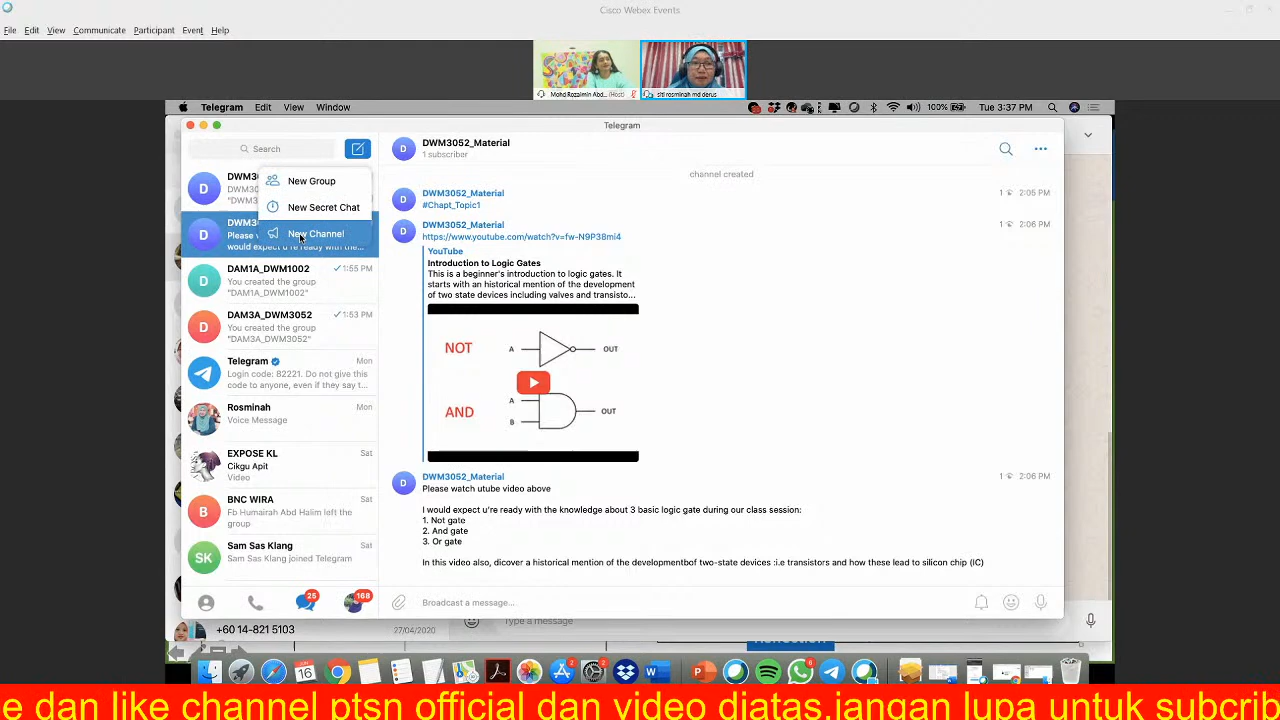 Cisco Webex Events
File Edit View Communicate Participant Event Help
Mohd Rozaimin Abd... (Host)
siti rosminah md derus
Telegram Edit View Window
100%
Tue 3:37 PM
Telegram
Search
New Group
New Secret Chat
New Channel
DAM1A_DWM1002
1:55 PM
You created the group
"DAM1A_DWM1002"
DAM3A_DWM3052
1:53 PM
You created the group
"DAM3A_DWM3052"
Telegram
Mon
Login code: 82221. Do not give this
code to anyone, even if they say t...
Rosminah
Mon
Voice Message
EXPOSE KL
Sat
Cikgu Apit
Video
BNC WIRA
Sat
Fb Humairah Abd Halim left the
group
Sam Sas Klang
Sat
Sam Sas Klang joined Telegram
SK
25
168
DWM3052_Material
1 subscriber
channel created
DWM3052_Material
1 2:05 PM
#Chapt_Topic1
DWM3052_Material
1 2:06 PM
https://www.youtube.com/watch?v=fw-N9P38mi4
YouTube
Introduction to Logic Gates
This is a beginner's introduction to logic gates. It
starts with an historical mention of the development
of two state devices including valves and transisto...
NOT A OUT
AND A B OUT
DWM3052_Material
1 2:06 PM
Please watch utube video above
I would expect u're ready with the knowledge about 3 basic logic gate during our class session:
1. Not gate
2. And gate
3. Or gate
In this video also, dicover a historical mention of the developmentbof two-state devices :i.e transistors and how these lead to silicon chip (IC)
Broadcast a message...
+60 14-821 5103
27/04/2020
Type a message
e dan like channel ptsn official dan video diatas,jangan lupa untuk subcrib